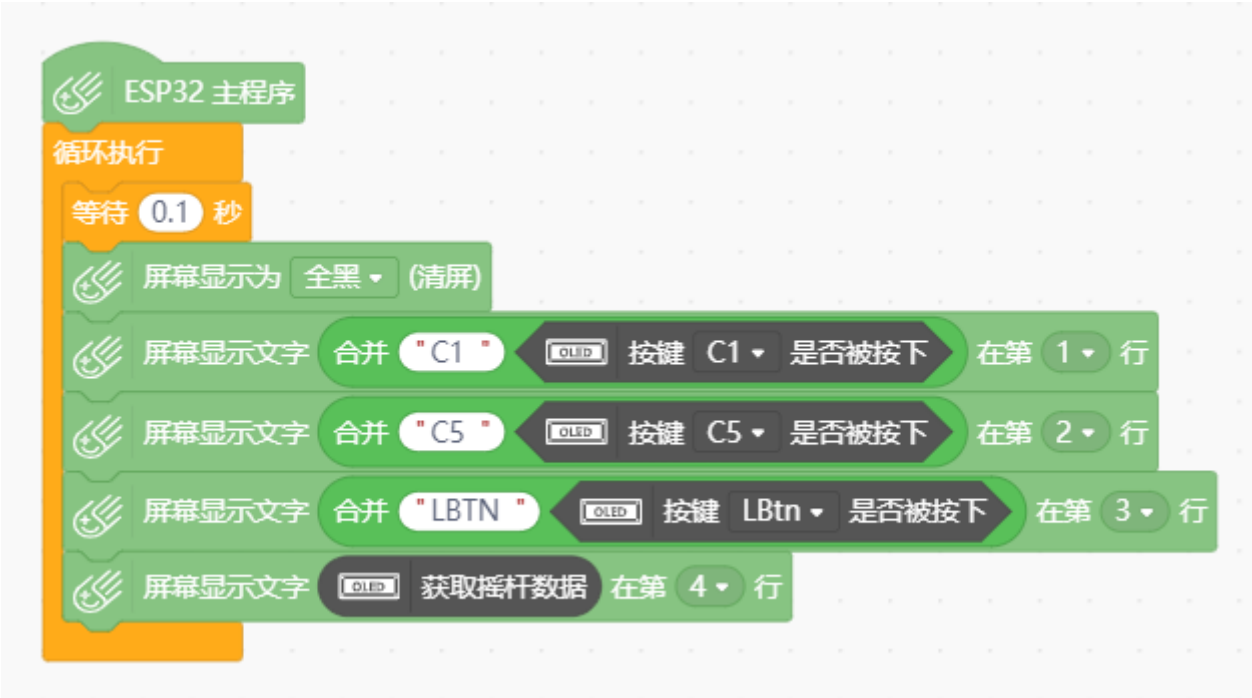 ESP32 主程序
循环执行
等待 0.1 秒
屏幕显示为 全黑 (清屏)
屏幕显示文字 合并 "C1 " OLED 按键 C1 是否被按下 在第 1 行
屏幕显示文字 合并 "C5 " OLED 按键 C5 是否被按下 在第 2 行
屏幕显示文字 合并 "LBTN " OLED 按键 LBtn 是否被按下 在第 3 行
屏幕显示文字 OLED 获取摇杆数据 在第 4 行